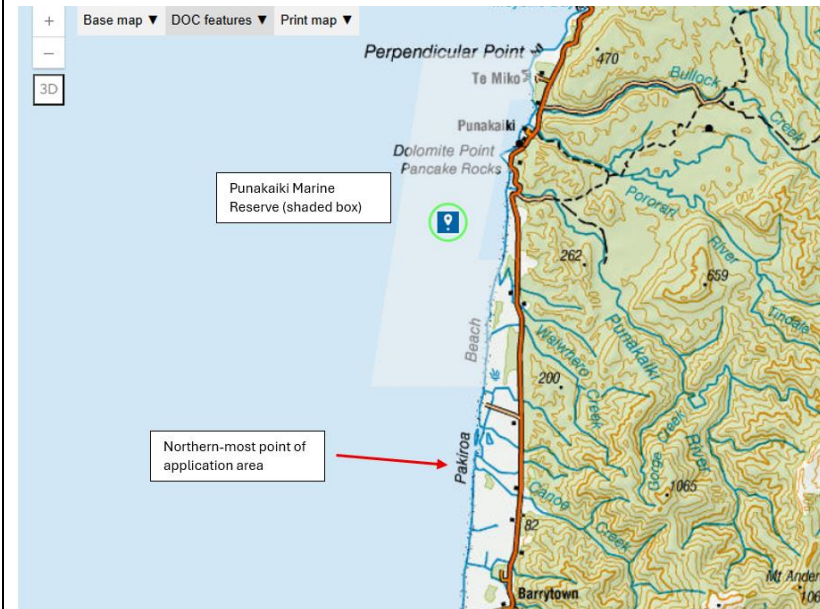 +
Base map ▼ DOC features ▼ Print map ▼
−
3D
Perpendicular Point
470
Te Miko
Bullock
Creek
Punakaiki
Dolomite Point
Pancake Rocks
Punakaiki Marine
Reserve (shaded box)
Pororari
River
262
659
Tindale
Punakaiki
River
Beach
Waiwhero
Creek
200
Gorge Creek
Northern-most point of
application area
Pakiroa
1065
Canoe
Creek
82
Mt Ander
106
Barrytown